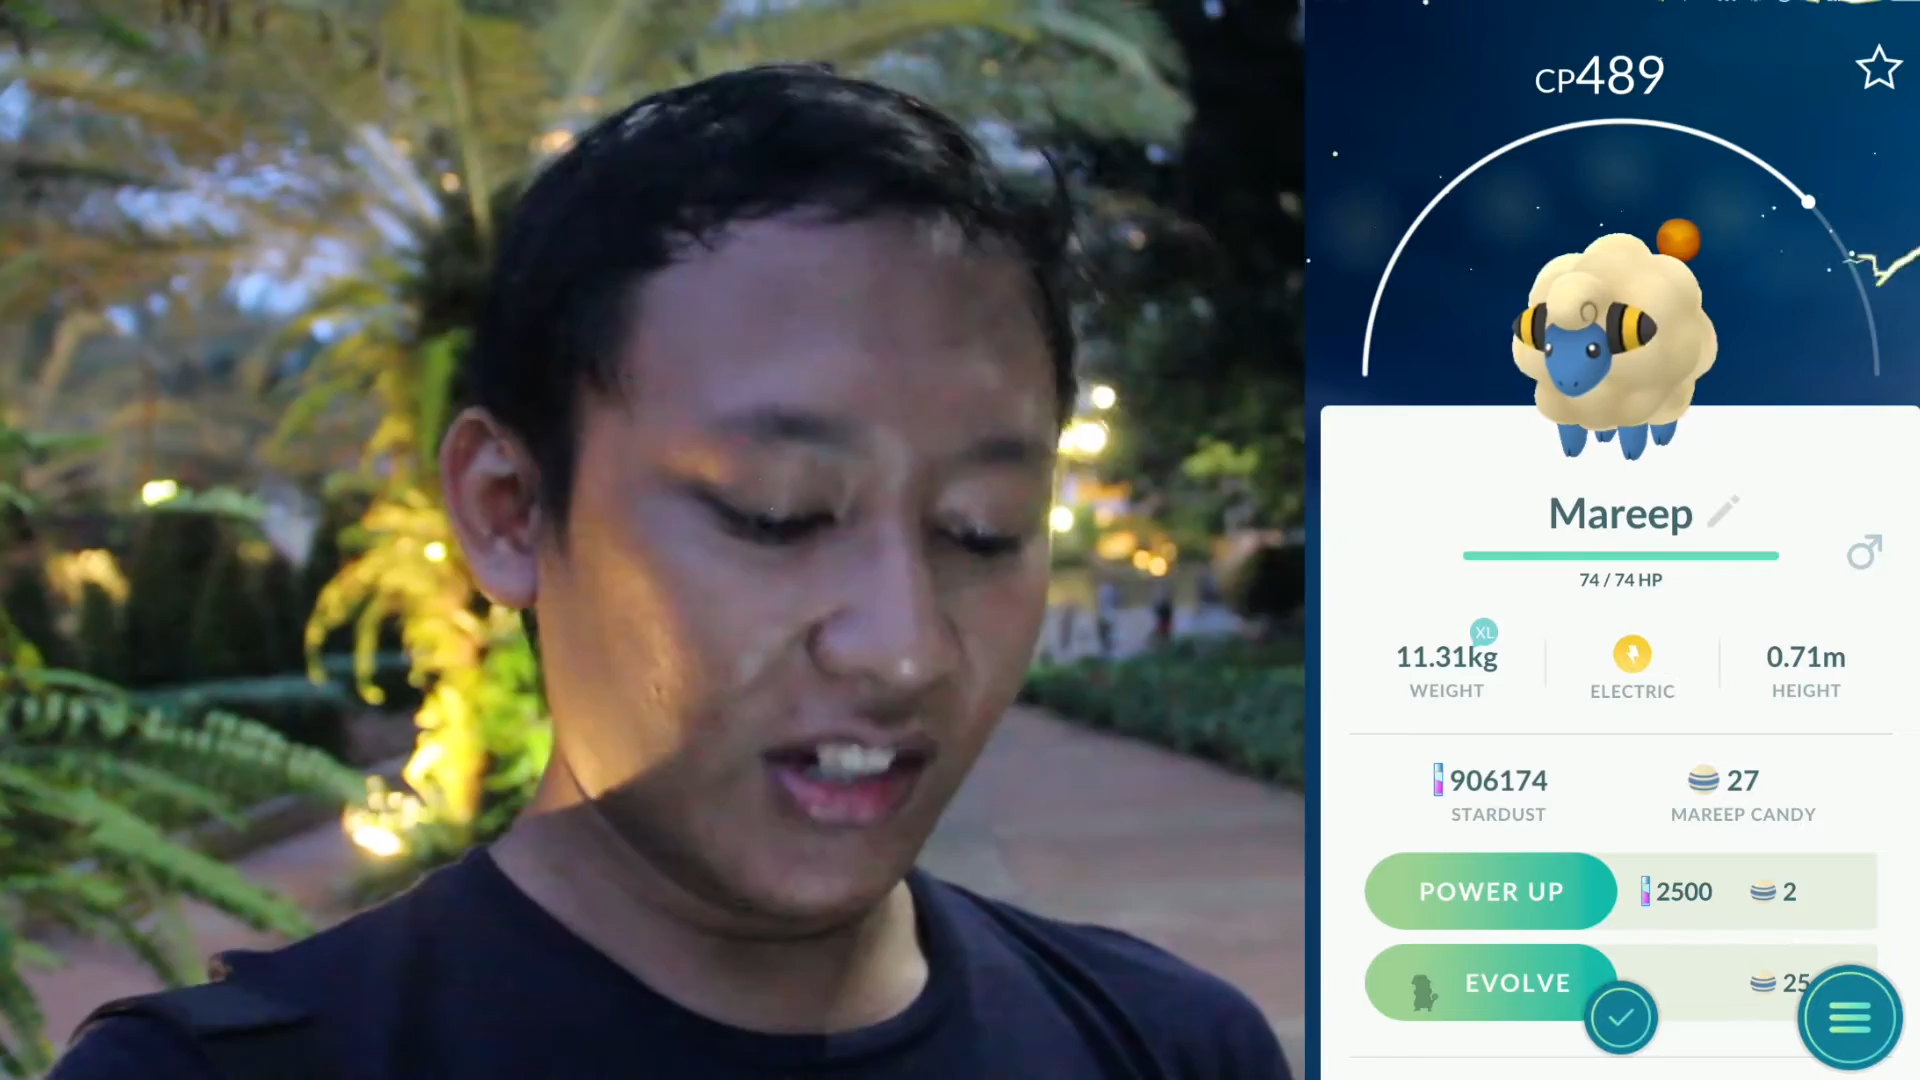 CP489
Mareep
74 / 74 HP
XL
11.31kg
WEIGHT
ELECTRIC
0.71m
HEIGHT
906174
STARDUST
27
MAREEP CANDY
POWER UP
2500
2
EVOLVE
25